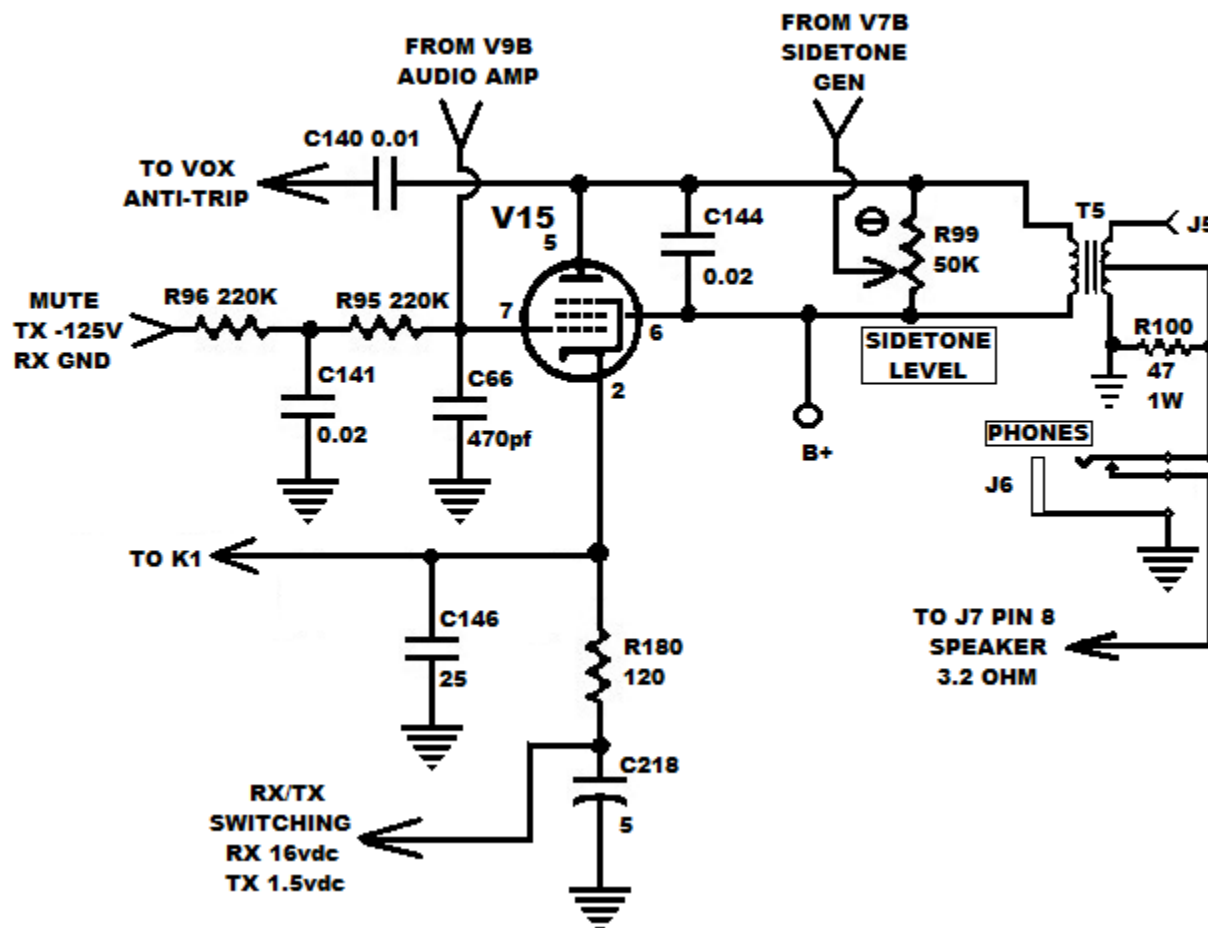 FROM V9B
AUDIO AMP
FROM V7B
SIDETONE
GEN
C140 0.01
TO VOX
ANTI-TRIP
V15
5
C144
0.02
R99
50K
T5
J5
MUTE
TX -125V
RX GND
R96 220K
R95 220K
7
6
2
SIDETONE
LEVEL
R100
47
1W
C141
0.02
C66
470pf
B+
PHONES
J6
TO K1
C146
25
R180
120
TO J7 PIN 8
SPEAKER
3.2 OHM
C218
5
RX/TX
SWITCHING
RX 16vdc
TX 1.5vdc